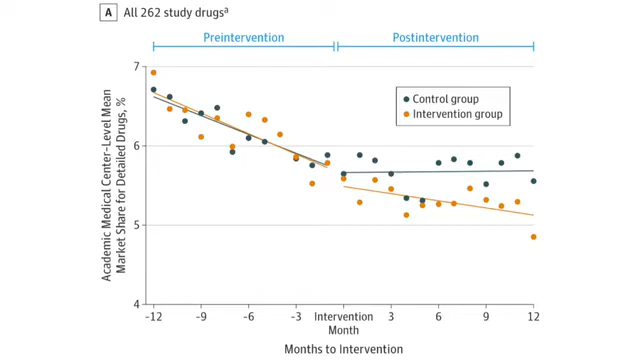 A All 262 study drugsa
Preintervention
Postintervention
7
6
5
4
Academic Medical Center-Level Mean
Market Share for Detailed Drugs, %
Control group
Intervention group
-12 -9 -6 -3 Intervention 3 6 9 12
Month
Months to Intervention